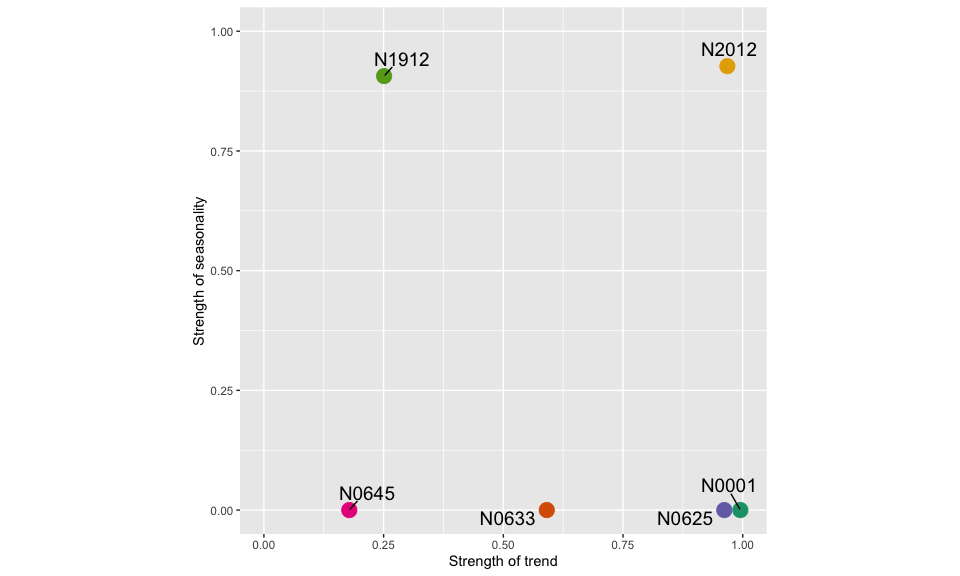 1.00
N1912
N2012
0.75
Strength of seasonality
0.50
0.25
N0645
N0001
N0633
N0625
0.00
0.00 0.25 0.50 0.75 1.00
Strength of trend